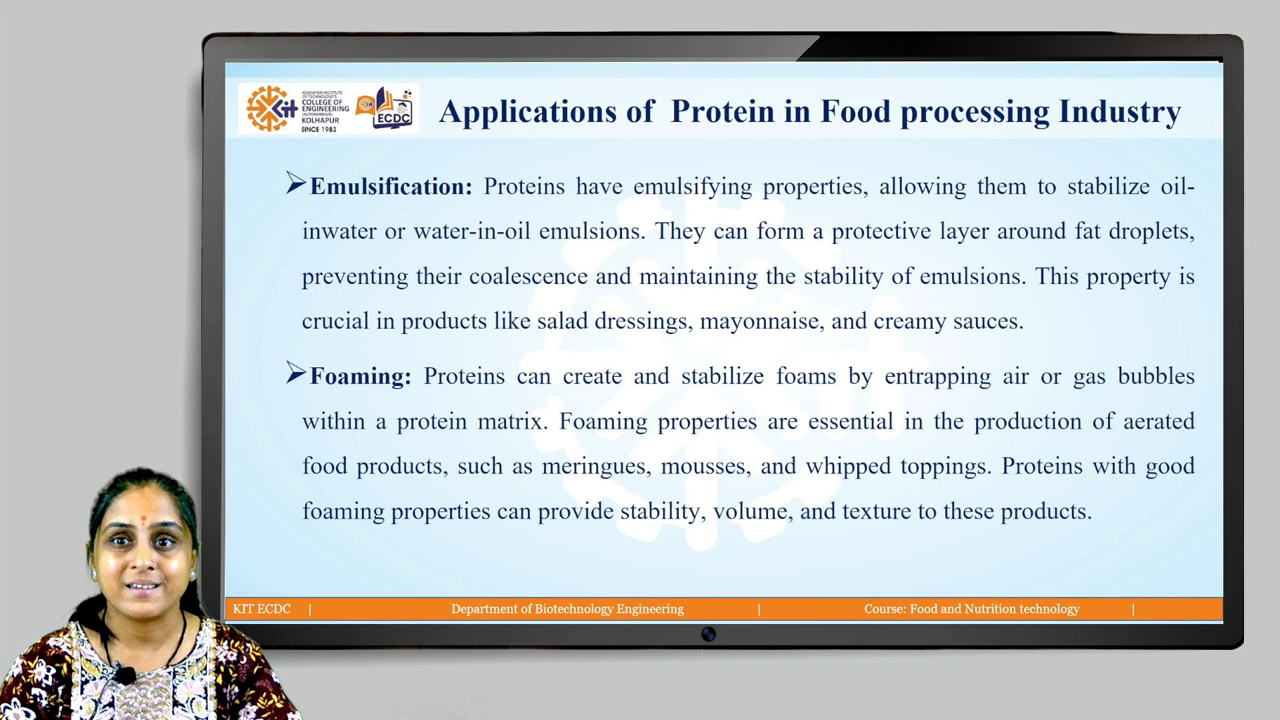 KOLHAPUR INSTITUTE
OF TECHNOLOGY'S
COLLEGE OF
ENGINEERING
(AUTONOMOUS),
KOLHAPUR
SINCE 1983
ECDC
Applications of Protein in Food processing Industry
➢Emulsification: Proteins have emulsifying properties, allowing them to stabilize oil-
inwater or water-in-oil emulsions. They can form a protective layer around fat droplets,
preventing their coalescence and maintaining the stability of emulsions. This property is
crucial in products like salad dressings, mayonnaise, and creamy sauces.
➢Foaming: Proteins can create and stabilize foams by entrapping air or gas bubbles
within a protein matrix. Foaming properties are essential in the production of aerated
food products, such as meringues, mousses, and whipped toppings. Proteins with good
foaming properties can provide stability, volume, and texture to these products.
KIT ECDC | Department of Biotechnology Engineering | Course: Food and Nutrition technology |